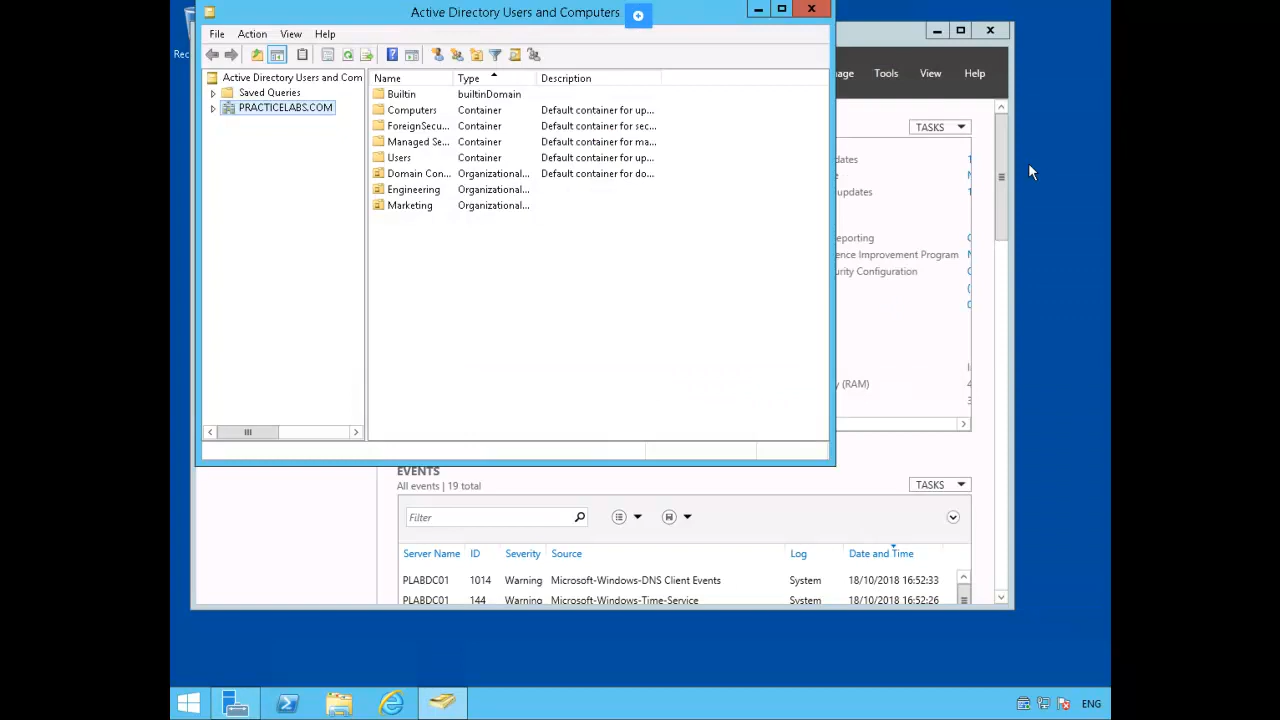 Rec
Active Directory Users and Computers
File Action View Help
Active Directory Users and Com
Saved Queries
PRACTICELABS.COM
Name Type Description
Builtin builtinDomain
Computers Container Default container for up...
ForeignSecu... Container Default container for sec...
Managed Se... Container Default container for ma...
Users Container Default container for up...
Domain Con... Organizational... Default container for do...
Engineering Organizational...
Marketing Organizational...
age Tools View Help
TASKS
dates
updates
eporting
ence Improvement Program
urity Configuration
y (RAM)
EVENTS
All events | 19 total
TASKS
Filter
Server Name ID Severity Source Log Date and Time
PLABDC01 1014 Warning Microsoft-Windows-DNS Client Events System 18/10/2018 16:52:33
PLABDC01 144 Warning Microsoft-Windows-Time-Service System 18/10/2018 16:52:26
ENG